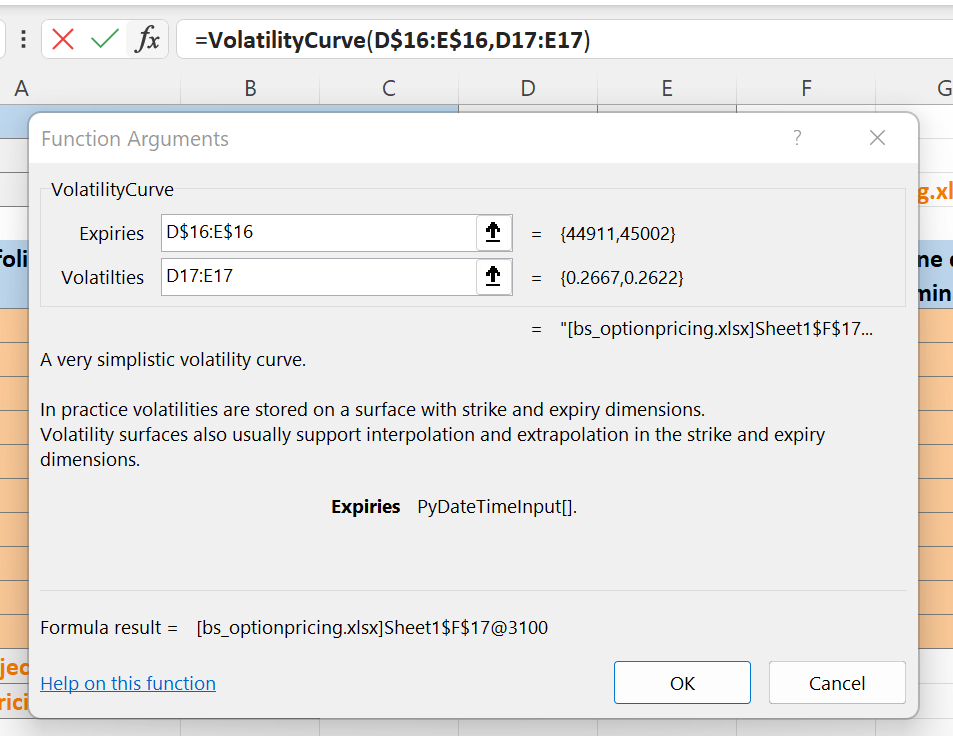 fx =VolatilityCurve(D$16:E$16,D17:E17)
A B C D E F G
Function Arguments ?
g.xl
VolatilityCurve
Expiries D$16:E$16 = {44911,45002}
foli
ne
Volatilties D17:E17 = {0.2667,0.2622}
min
= "[bs_optionpricing.xlsx]Sheet1$F$17...
A very simplistic volatility curve.
In practice volatilities are stored on a surface with strike and expiry dimensions.
Volatility surfaces also usually support interpolation and extrapolation in the strike and expiry
dimensions.
Expiries PyDateTimeInput[].
Formula result = [bs_optionpricing.xlsx]Sheet1$F$17@3100
jec
Help on this function OK Cancel
rici